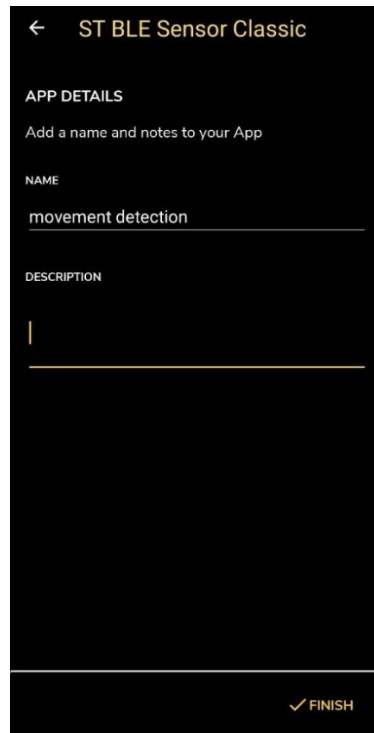 ST BLE Sensor Classic
APP DETAILS
Add a name and notes to your App
NAME
movement detection
DESCRIPTION
FINISH